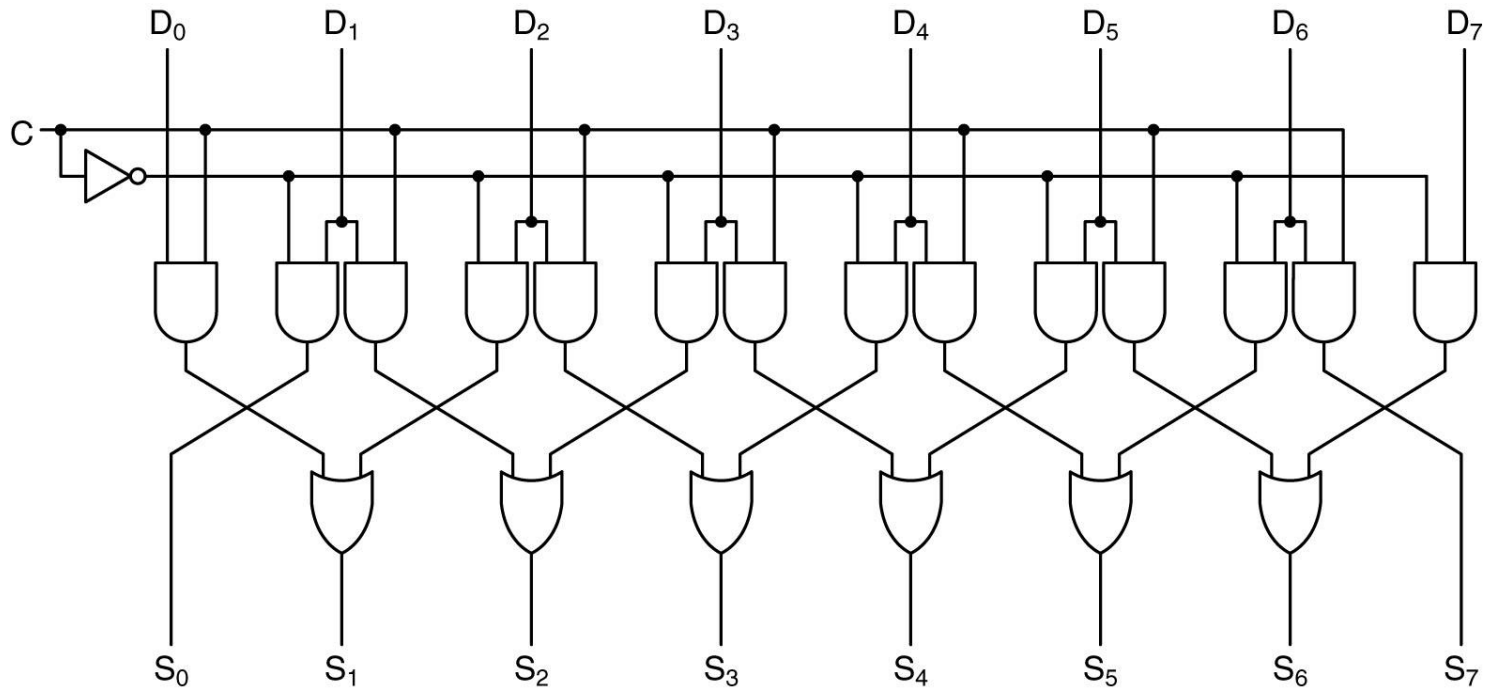 D₀ D₁ D₂ D₃ D₄ D₅ D₆ D₇
C
S₀ S₁ S₂ S₃ S₄ S₅ S₆ S₇